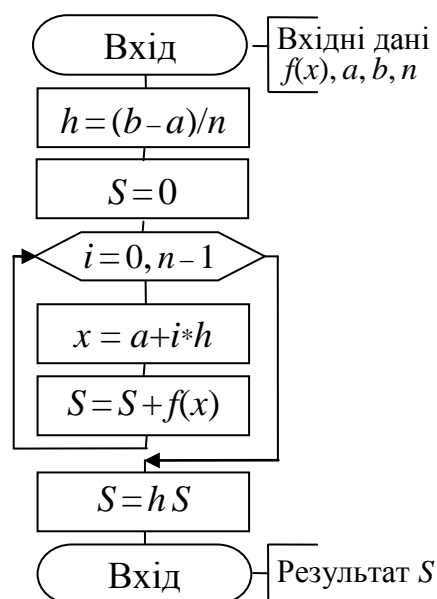 Вхід
Вхідні дані
f(x), a, b, n
h = (b – a)/n
S = 0
i = 0, n – 1
x = a+i*h
S = S + f(x)
S = h S
Вхід
Результат S